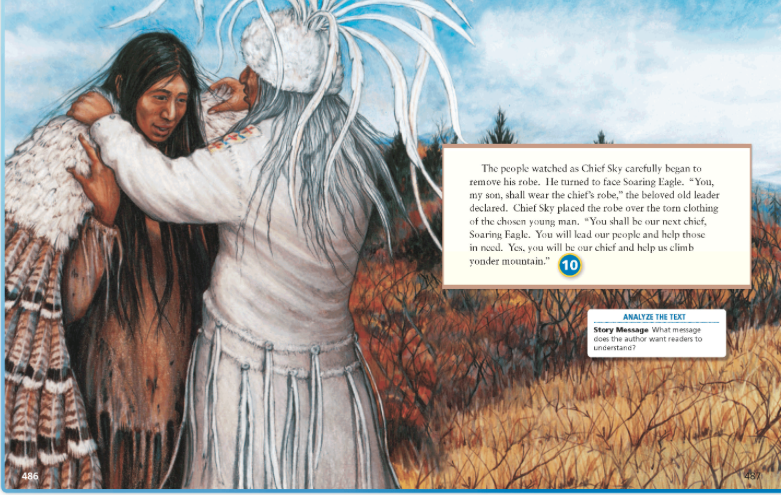 The people watched as Chief Sky carefully began to
remove his robe. He turned to face Soaring Eagle. “You,
my son, shall wear the chief’s robe,” the beloved old leader
declared. Chief Sky placed the robe over the torn clothing
of the chosen young man. “You shall be our next chief,
Soaring Eagle. You will lead our people and help those
in need. Yes, you will be our chief and help us climb
yonder mountain.” 10
ANALYZE THE TEXT
Story Message What message
does the author want readers to
understand?
486
487